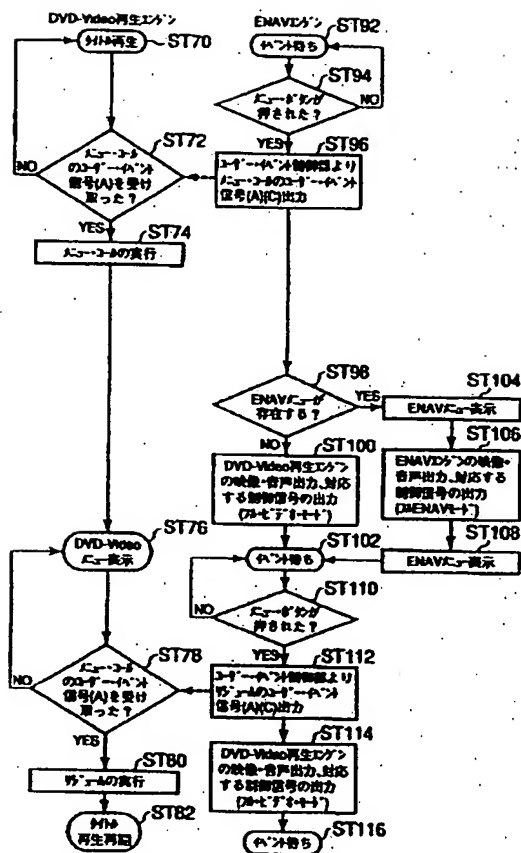 DVD-Video再生エンジン
ENAVエンジン
タイトル再生
ST70
イベント待ち
ST92
メニュー・ボタンが
押された?
ST94
NO
YES
ST96
メニュー・コール
のユーザー・イベント
信号(A)を受け
取った?
ST72
NO
YES
ユーザー・イベント制御部より
メニュー・コールのユーザー・イベント
信号(A)(C)出力
ST74
メニュー・コールの実行
ST98
ENAVメニューが
存在する?
YES
ST104
ENAVメニュー表示
NO
ST100
DVD-Video再生エンジン
の映像・音声出力、対応
する制御信号の出力
(フル・ビデオ・モード)
ST106
ENAVエンジンの映像・
音声出力、対応する
制御信号の出力
(フルENAVモード)
ST76
DVD-Video
メニュー表示
ST102
イベント待ち
ST108
ENAVメニュー表示
ST110
メニュー・ボタンが
押された?
NO
YES
ST78
メニュー・コール
のユーザー・イベント
信号(A)を受け
取った?
NO
YES
ST112
ユーザー・イベント制御部より
リジュームのユーザー・イベント
信号(A)(C)出力
ST80
リジュームの実行
ST114
DVD-Video再生エンジン
の映像・音声出力、対応
する制御信号の出力
(フル・ビデオ・モード)
ST82
タイトル
再生再開
ST116
イベント待ち